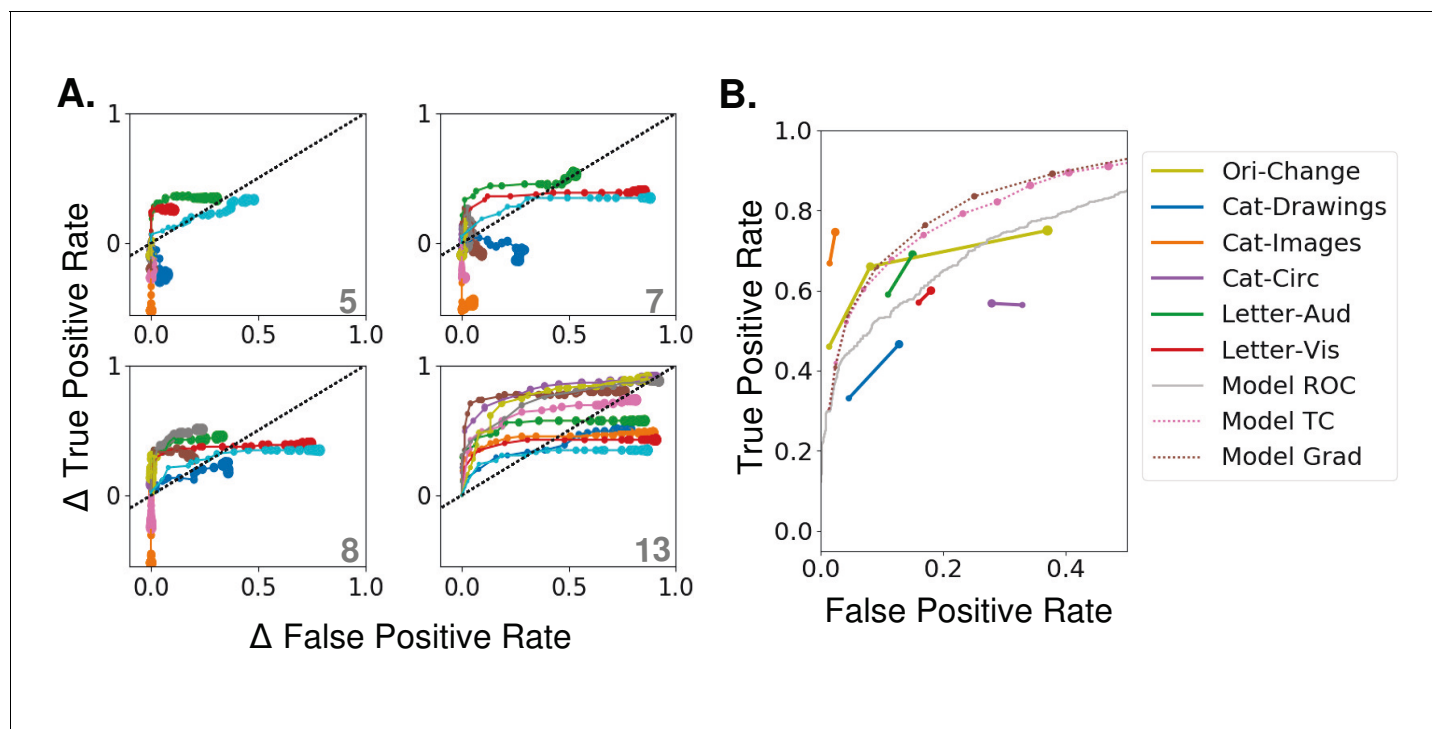 A.
B.
1
0
5
0.0
0.5
1.0
1
0
7
0.0
0.5
1.0
1
0
8
0.0
0.5
1.0
1
0
13
0.0
0.5
1.0
Δ True Positive Rate
Δ False Positive Rate
1.0
0.8
0.6
0.4
0.2
0.0
0.0
0.2
0.4
True Positive Rate
False Positive Rate
Ori-Change
Cat-Drawings
Cat-Images
Cat-Circ
Letter-Aud
Letter-Vis
Model ROC
Model TC
Model Grad